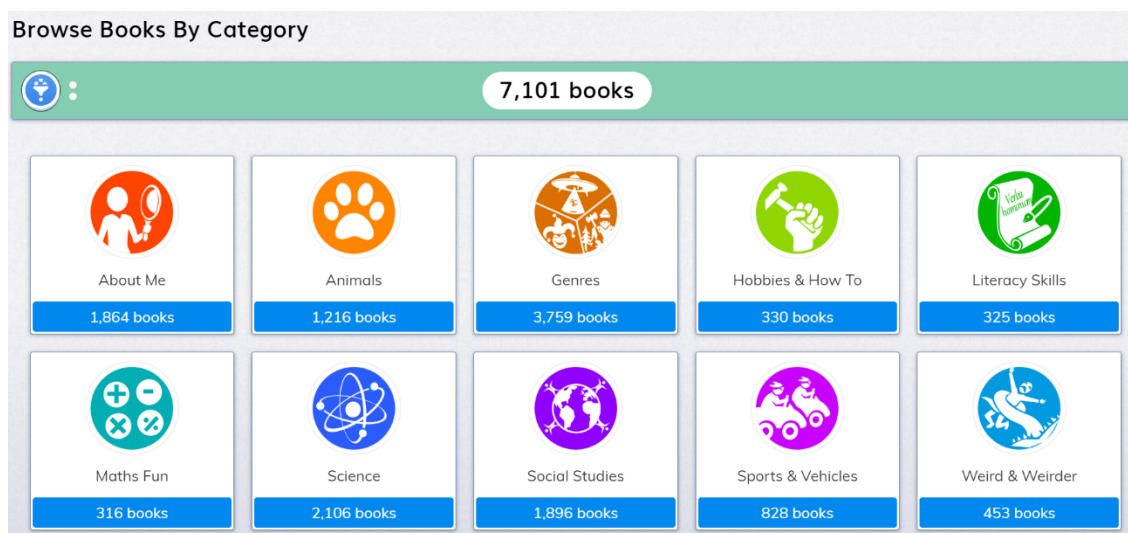 Browse Books By Category
: 7,101 books
About Me
1,864 books
Animals
1,216 books
Genres
3,759 books
Hobbies & How To
330 books
Verba
hominum
Literacy Skills
325 books
Maths Fun
316 books
Science
2,106 books
Social Studies
1,896 books
Sports & Vehicles
828 books
Weird & Weirder
453 books